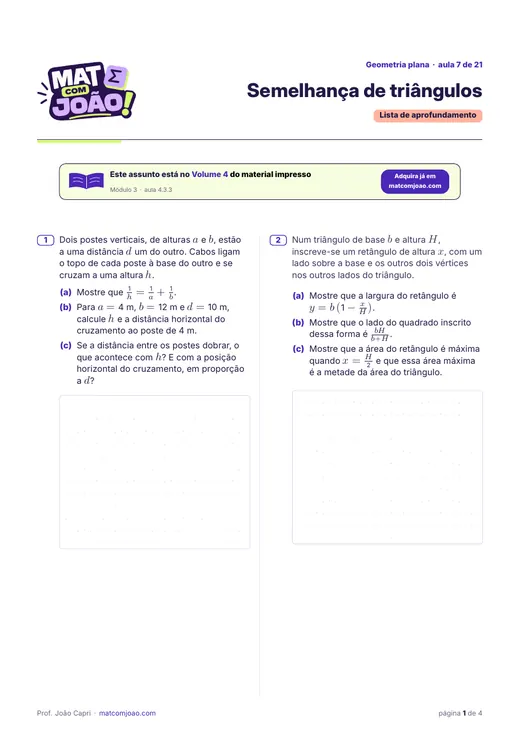 MAT
COM
JOÃO!
Σ
Geometria plana · aula 7 de 21
Semelhança de triângulos
Lista de aprofundamento
Este assunto está no Volume 4 do material impresso
Módulo 3 · aula 4.3.3
Adquira já em
matcomjoao.com
1
Dois postes verticais, de alturas a e b, estão
a uma distância d um do outro. Cabos ligam
o topo de cada poste à base do outro e se
cruzam a uma altura h.
(a) Mostre que 1/h = 1/a + 1/b.
(b) Para a = 4 m, b = 12 m e d = 10 m,
calcule h e a distância horizontal do
cruzamento ao poste de 4 m.
(c) Se a distância entre os postes dobrar, o
que acontece com h? E com a posição
horizontal do cruzamento, em proporção
a d?
2
Num triângulo de base b e altura H,
inscreve-se um retângulo de altura x, com um
lado sobre a base e os outros dois vértices
nos outros lados do triângulo.
(a) Mostre que a largura do retângulo é
y = b (1 − x/H).
(b) Mostre que o lado do quadrado inscrito
dessa forma é bH/(b+H).
(c) Mostre que a área do retângulo é máxima
quando x = H/2 e que essa área máxima
é a metade da área do triângulo.
Prof. João Capri · matcomjoao.com
página 1 de 4